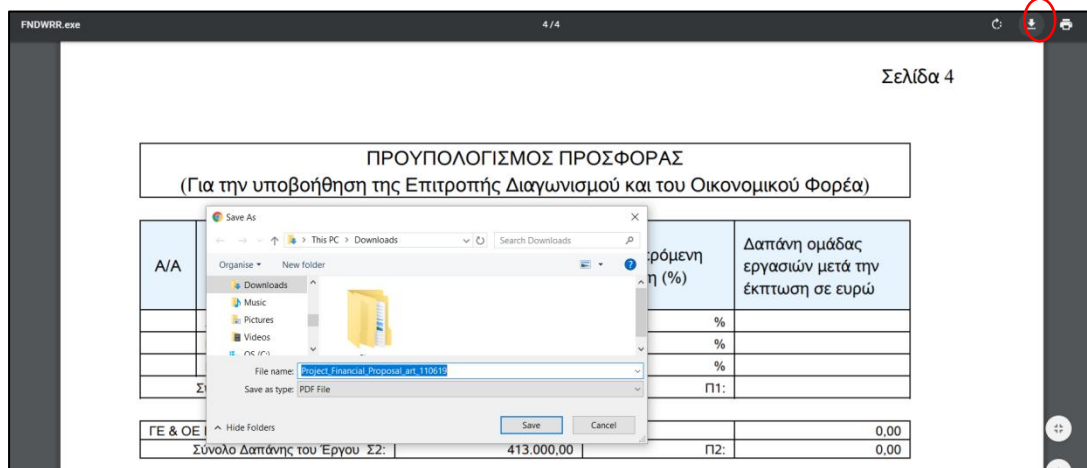 FNDWRR.exe
4 / 4
Σελίδα 4
ΠΡΟΥΠΟΛΟΓΙΣΜΟΣ ΠΡΟΣΦΟΡΑΣ
(Για την υποβοήθηση της Επιτροπής Διαγωνισμού και του Οικονομικού Φορέα)
Save As
This PC > Downloads
Search Downloads
Organise
New folder
Downloads
Music
Pictures
Videos
OS (C:)
File name: Project_Financial_Proposal_art_110619
Save as type: PDF File
Hide Folders
Save
Cancel
Α/Α
Δαπάνη ομάδας
εργασιών μετά την
έκπτωση σε ευρώ
%
%
%
Π1:
ΓΕ & ΟΕ
0,00
Σύνολο Δαπάνης του Έργου Σ2:
413.000,00
Π2:
0,00